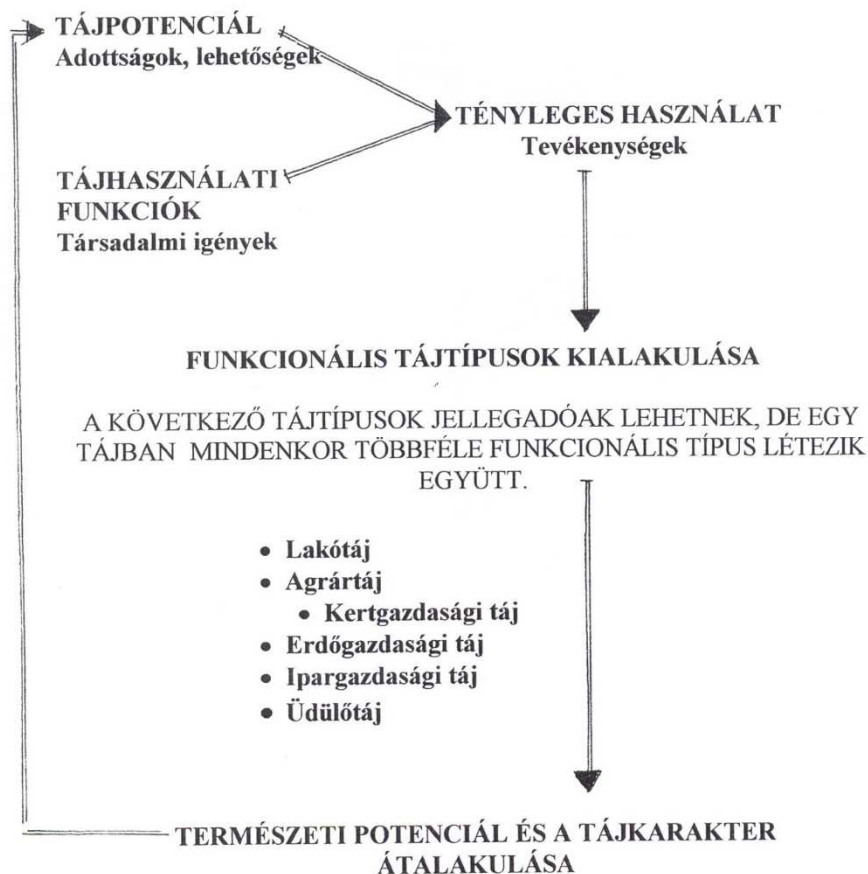 TÁJPOTENCIÁL
Adottságok, lehetőségek
TÉNYLEGES HASZNÁLAT
Tevékenységek
TÁJHASZNÁLATI
FUNKCIÓK
Társadalmi igények
FUNKCIONÁLIS TÁJTÍPUSOK KIALAKULÁSA
A KÖVETKEZŐ TÁJTÍPUSOK JELLEGADÓAK LEHETNEK, DE EGY
TÁJBAN MINDENKOR TÖBBFÉLE FUNKCIONÁLIS TÍPUS LÉTEZIK
EGYÜTT.
• Lakótáj
• Agrártáj
• Kertgazdasági táj
• Erdőgazdasági táj
• Ipargazdasági táj
• Üdülőtáj
TERMÉSZETI POTENCIÁL ÉS A TÁJKARAKTER
ÁTALAKULÁSA